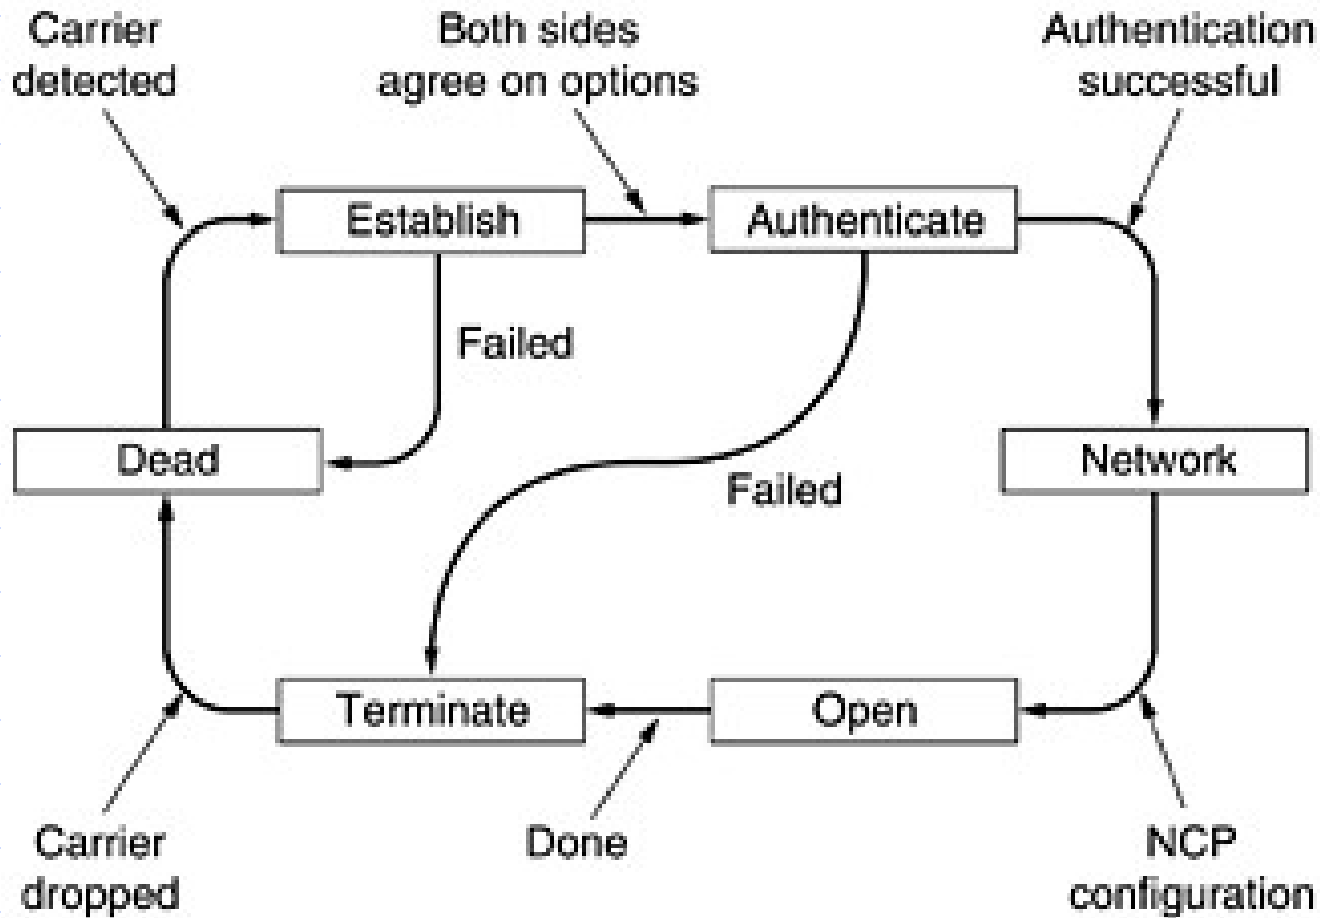 Carrier
detected
Both sides
agree on options
Authentication
successful
Establish
Authenticate
Failed
Dead
Network
Failed
Terminate
Open
Carrier
dropped
Done
NCP
configuration